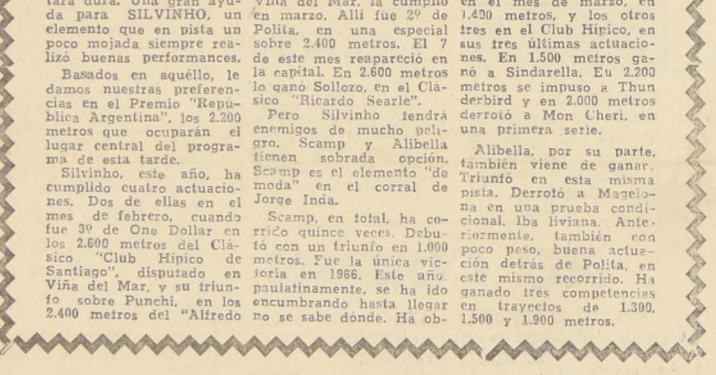 tará dura. Una gran ayu-
da para SILVINHO, un
elemento que en pista un
poco mojada siempre rea-
lizó buenas performances.
Basados en aquéllo, le
damos nuestras preferen-
cias en el Premio "Repú-
blica Argentina", los 2.200
metros que ocuparán el
lugar central del progra-
ma de esta tarde.
Silvinho, este año, ha
cumplido cuatro actuacio-
nes. Dos de ellas en el
mes de febrero, cuando
fue 3º de One Dollar en
los 2.600 metros del Clá-
sico "Club Hípico de
Santiago", disputado en
Viña del Mar, y su triun-
fo sobre Punchi, en los
2.400 metros del "Alfredo
Viña del Mar, la cumplió
en marzo. Allí fue 2º de
Polita, en una especial
sobre 2.400 metros. El 7
de este mes reapareció en
la capital. En 2.600 metros
lo ganó Sollozo, en el Clá-
sico "Ricardo Searle".
Pero Silvinho tendrá
enemigos de mucho peli-
gro. Scamp y Alibella
tienen sobrada opción.
Scamp es el elemento "de
moda" en el corral de
Jorge Inda.
Scamp, en total, ha co-
rrido quince veces. Debu-
tó con un triunfo en 1.000
metros. Fue la única vic-
toria en 1966. Este año,
paulatinamente, se ha ido
encumbrando hasta llegar
no se sabe dónde. Ha ob-
en el mes de marzo, en
1.400 metros, y los otros
tres en el Club Hípico, en
sus tres últimas actuacio-
nes. En 1.500 metros ga-
nó a Sindarella. En 2.200
metros se impuso a Thun
derbird y en 2.000 metros
derrotó a Mon Cheri, en
una primera serie.
Alibella, por su parte,
también viene de ganar.
Triunfó en esta misma
pista. Derrotó a Magelo-
na en una prueba condi-
cional. Iba liviana. Ante-
riormente, también con
poco peso, buena actua-
ción detrás de Polita, en
este mismo recorrido. Ha
ganado tres competencias
en trayectos de 1.300,
1.500 y 1.900 metros.